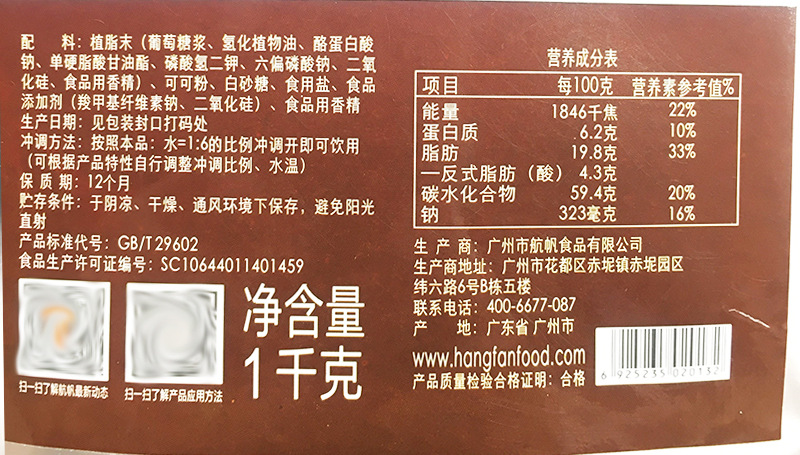 配　料：植脂末（葡萄糖浆、氢化植物油、酪蛋白酸
钠、单硬脂酸甘油酯、磷酸氢二钾、六偏磷酸钠、二氧
化硅、食品用香精）、可可粉、白砂糖、食用盐、食品
添加剂（羧甲基纤维素钠、二氧化硅）、食品用香精
生产日期：见包装封口打码处
冲调方法：按照本品：水=1:6的比例冲调开即可饮用
（可根据产品特性自行调整冲调比例、水温）
保 质 期：12个月
贮存条件：于阴凉、干燥、通风环境下保存，避免阳光
直射
产品标准代号：GB/T 29602
食品生产许可证编号：SC10644011401459
扫一扫了解航帆最新动态
扫一扫了解产品应用方法
净含量
1千克
营养成分表
项目 每100克 营养素参考值%
能量 1846千焦 22%
蛋白质 6.2克 10%
脂肪 19.8克 33%
—反式脂肪（酸） 4.3克
碳水化合物 59.4克 20%
钠 323毫克 16%
生 产 商：广州市航帆食品有限公司
生产商地址：广州市花都区赤坭镇赤坭园区
纬六路6号B栋五楼
联系电话：400-6677-087
产　地：广东省 广州市
www.hangfanfood.com
产品质量检验合格证明：合格
6 925235 020132